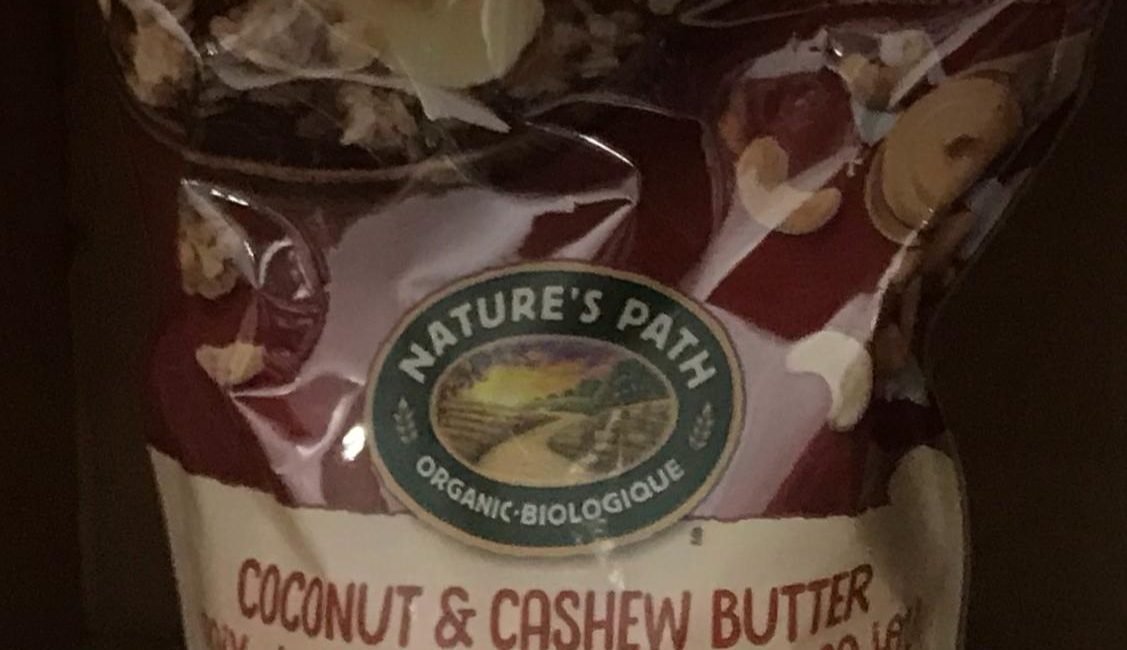 NATURE'S PATH
ORGANIC·BIOLOGIQUE
COCONUT & CASHEW BUTTER